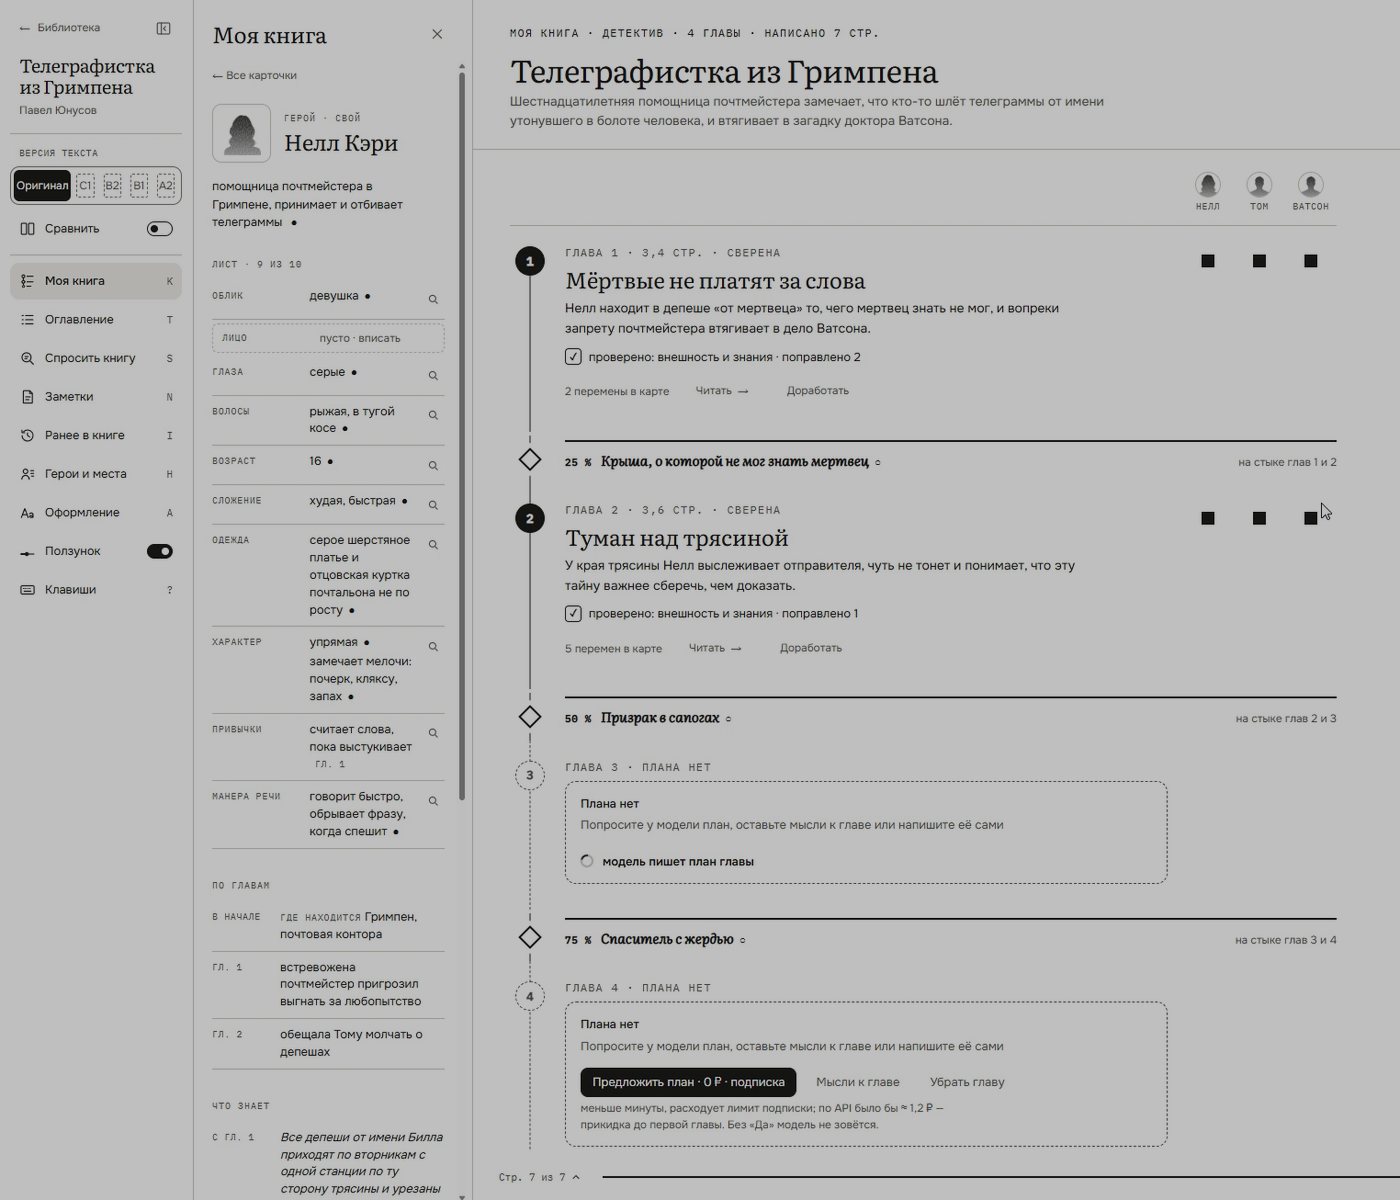 ← Библиотека
Телеграфистка
из Гримпена
Павел Юнусов
ВЕРСИЯ ТЕКСТА
Оригинал C1 B2 B1 A2
Сравнить
Моя книга K
Оглавление T
Спросить книгу S
Заметки N
Ранее в книге I
Герои и места H
Оформление A
Ползунок
Клавиши ?
Моя книга
← Все карточки
ГЕРОЙ · СВОЙ
Нелл Кэри
помощница почтмейстера в
Гримпене, принимает и отбивает
телеграммы
ЛИСТ · 9 ИЗ 10
ОБЛИК девушка
ЛИЦО пусто · вписать
ГЛАЗА серые
ВОЛОСЫ рыжая, в тугой
косе
ВОЗРАСТ 16
СЛОЖЕНИЕ худая, быстрая
ОДЕЖДА серое шерстяное
платье и
отцовская куртка
почтальона не по
росту
ХАРАКТЕР упрямая
замечает мелочи:
почерк, кляксу,
запах
ПРИВЫЧКИ считает слова,
пока выстукивает
ГЛ. 1
МАНЕРА РЕЧИ говорит быстро,
обрывает фразу,
когда спешит
ПО ГЛАВАМ
В НАЧАЛЕ ГДЕ НАХОДИТСЯ Гримпен,
почтовая контора
ГЛ. 1 встревожена
почтмейстер пригрозил
выгнать за любопытство
ГЛ. 2 обещала Тому молчать о
депешах
ЧТО ЗНАЕТ
С ГЛ. 1 Все депеши от имени Билла
приходят по вторникам с
одной станции по ту
сторону трясины и урезаны
МОЯ КНИГА · ДЕТЕКТИВ · 4 ГЛАВЫ · НАПИСАНО 7 СТР.
Телеграфистка из Гримпена
Шестнадцатилетняя помощница почтмейстера замечает, что кто-то шлёт телеграммы от имени
утонувшего в болоте человека, и втягивает в загадку доктора Ватсона.
НЕЛЛ ТОМ ВАТСОН
1 ГЛАВА 1 · 3,4 СТР. · СВЕРЕНА
Мёртвые не платят за слова
Нелл находит в депеше «от мертвеца» то, чего мертвец знать не мог, и вопреки
запрету почтмейстера втягивает в дело Ватсона.
проверено: внешность и знания · поправлено 2
2 перемены в карте Читать → Доработать
25 % Крыша, о которой не мог знать мертвец на стыке глав 1 и 2
2 ГЛАВА 2 · 3,6 СТР. · СВЕРЕНА
Туман над трясиной
У края трясины Нелл выслеживает отправителя, чуть не тонет и понимает, что эту
тайну важнее сберечь, чем доказать.
проверено: внешность и знания · поправлено 1
5 перемен в карте Читать → Доработать
50 % Призрак в сапогах на стыке глав 2 и 3
3 ГЛАВА 3 · ПЛАНА НЕТ
Плана нет
Попросите у модели план, оставьте мысли к главе или напишите её сами
модель пишет план главы
75 % Спаситель с жердью на стыке глав 3 и 4
4 ГЛАВА 4 · ПЛАНА НЕТ
Плана нет
Попросите у модели план, оставьте мысли к главе или напишите её сами
Предложить план · 0 ₽ · подписка Мысли к главе Убрать главу
меньше минуты, расходует лимит подписки; по API было бы ≈ 1,2 ₽ —
прикидка до первой главы. Без «Да» модель не зовётся.
Стр. 7 из 7